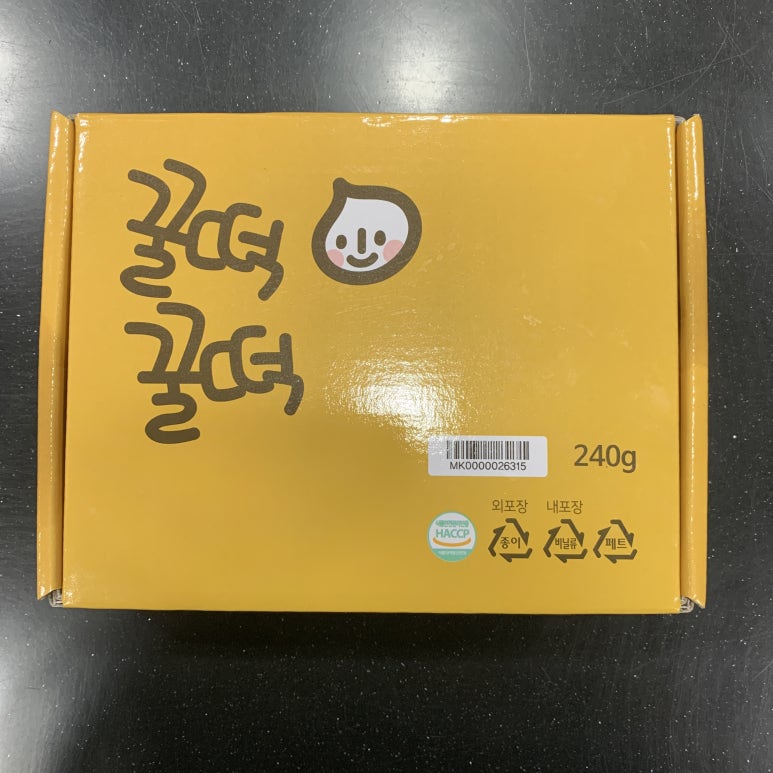 꿀떡
꿀떡
MK0000026315
240g
외포장 내포장
HACCP
종이 비닐류 페트